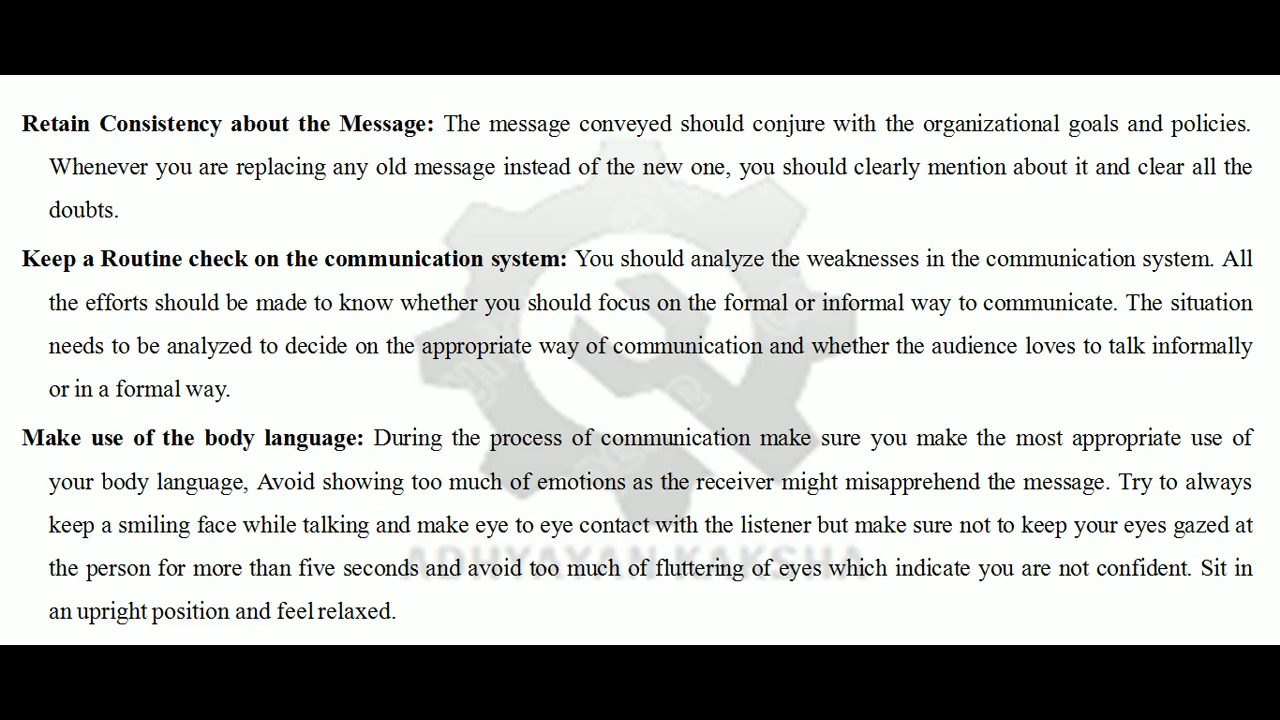 Retain Consistency about the Message: The message conveyed should conjure with the organizational goals and policies.
Whenever you are replacing any old message instead of the new one, you should clearly mention about it and clear all the
doubts.
Keep a Routine check on the communication system: You should analyze the weaknesses in the communication system. All
the efforts should be made to know whether you should focus on the formal or informal way to communicate. The situation
needs to be analyzed to decide on the appropriate way of communication and whether the audience loves to talk informally
or in a formal way.
Make use of the body language: During the process of communication make sure you make the most appropriate use of
your body language, Avoid showing too much of emotions as the receiver might misapprehend the message. Try to always
keep a smiling face while talking and make eye to eye contact with the listener but make sure not to keep your eyes gazed at
ADHYAYAN KAKSHA
the person for more than five seconds and avoid too much of fluttering of eyes which indicate you are not confident. Sit in
an upright position and feel relaxed.